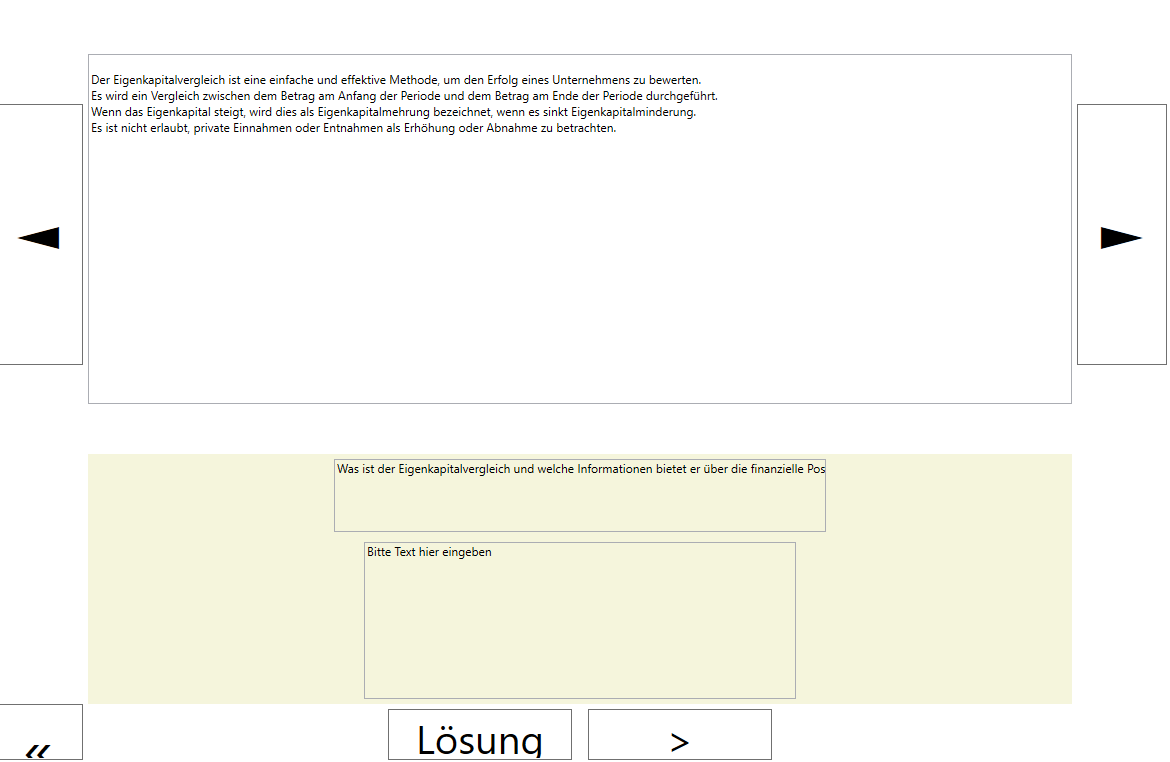 Der Eigenkapitalvergleich ist eine einfache und effektive Methode, um den Erfolg eines Unternehmens zu bewerten.
Es wird ein Vergleich zwischen dem Betrag am Anfang der Periode und dem Betrag am Ende der Periode durchgeführt.
Wenn das Eigenkapital steigt, wird dies als Eigenkapitalmehrung bezeichnet, wenn es sinkt Eigenkapitalminderung.
Es ist nicht erlaubt, private Einnahmen oder Entnahmen als Erhöhung oder Abnahme zu betrachten.
◄
►
Was ist der Eigenkapitalvergleich und welche Informationen bietet er über die finanzielle Pos
Bitte Text hier eingeben
«
Lösung
>